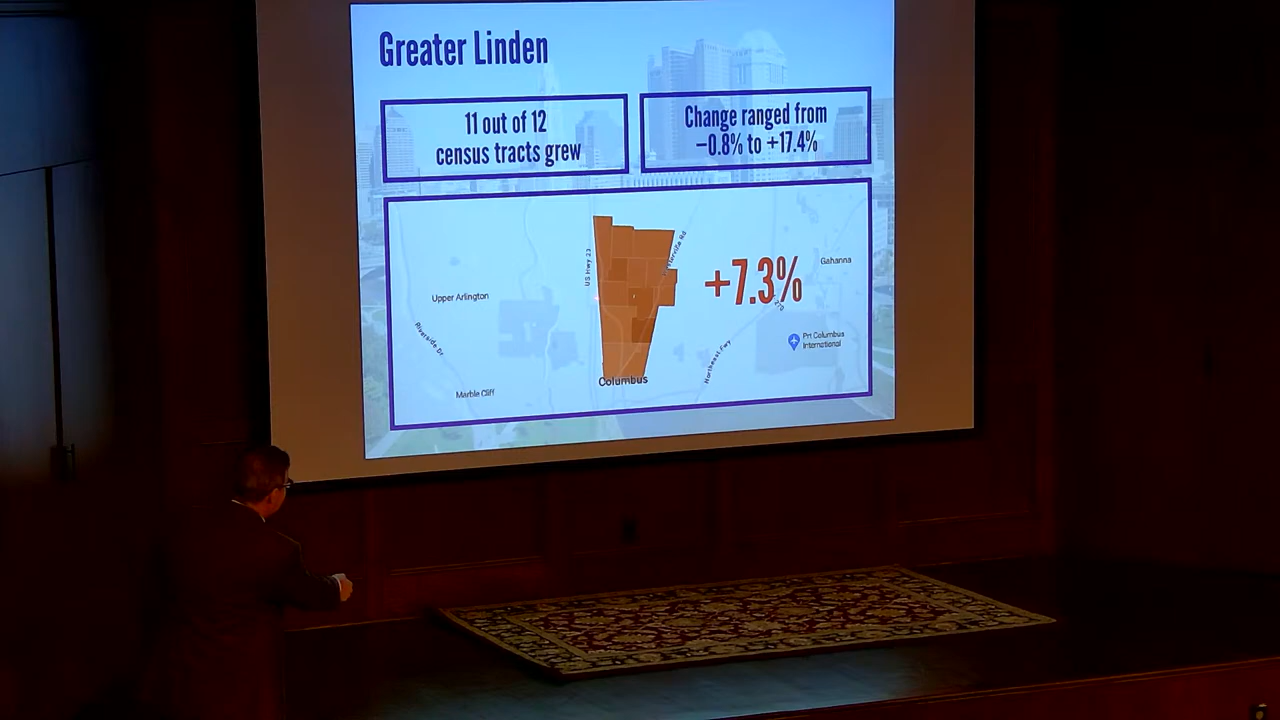 Greater Linden
11 out of 12
census tracts grew
Change ranged from
−0.8% to +17.4%
US Hwy 23
+7.3%
Gahanna
Upper Arlington
270
Riverside Dr
Northeast Fwy
Port Columbus
International
Marble Cliff
Columbus